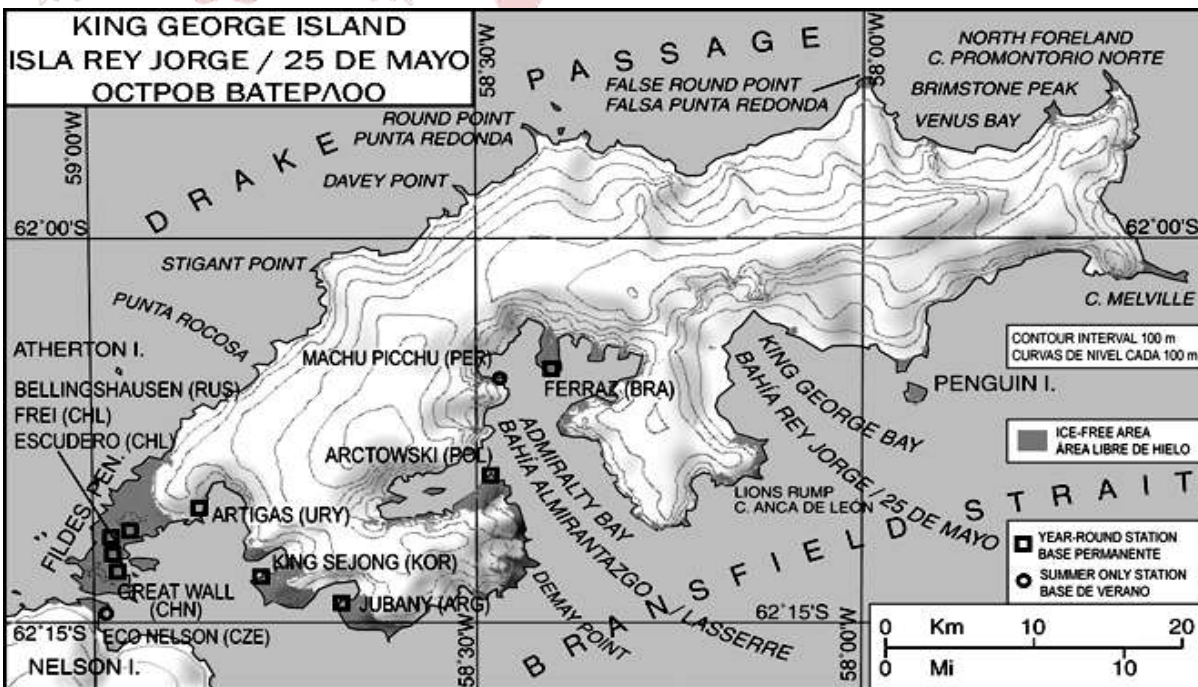 KING GEORGE ISLAND
ISLA REY JORGE / 25 DE MAYO
ОСТРОВ ВАТЕРΛОО
59°00'W
58°30'W
58°00'W
DRAKE PASSAGE
NORTH FORELAND
C. PROMONTORIO NORTE
FALSE ROUND POINT
FALSA PUNTA REDONDA
BRIMSTONE PEAK
VENUS BAY
ROUND POINT
PUNTA REDONDA
DAVEY POINT
62°00'S
62°00'S
STIGANT POINT
C. MELVILLE
PUNTA ROCOSA
CONTOUR INTERVAL 100 m
CURVAS DE NIVEL CADA 100 m
ATHERTON I.
MACHU PICCHU (PER)
FERRAZ (BRA)
KING GEORGE BAY
BAHÍA REY JORGE / 25 DE MAYO
PENGUIN I.
BELLINGSHAUSEN (RUS)
FREI (CHL)
ESCUDERO (CHL)
ARCTOWSKI (POL)
ADMIRALTY BAY
BAHÍA ALMIRANTAZGO / LASSERRE
ICE-FREE AREA
ÁREA LIBRE DE HIELO
LIONS RUMP
C. ANCA DE LEÓN
BRANSFIELD STRAIT
FILDES PEN.
ARTIGAS (URY)
YEAR-ROUND STATION
BASE PERMANENTE
SUMMER ONLY STATION
BASE DE VERANO
KING SEJONG (KOR)
GREAT WALL
(CHN)
JUBANY (ARG)
DEMAY POINT
62°15'S
62°15'S
ECO NELSON (CZE)
NELSON I.
58°30'W
58°00'W
0 Km 10 20
0 Mi 10